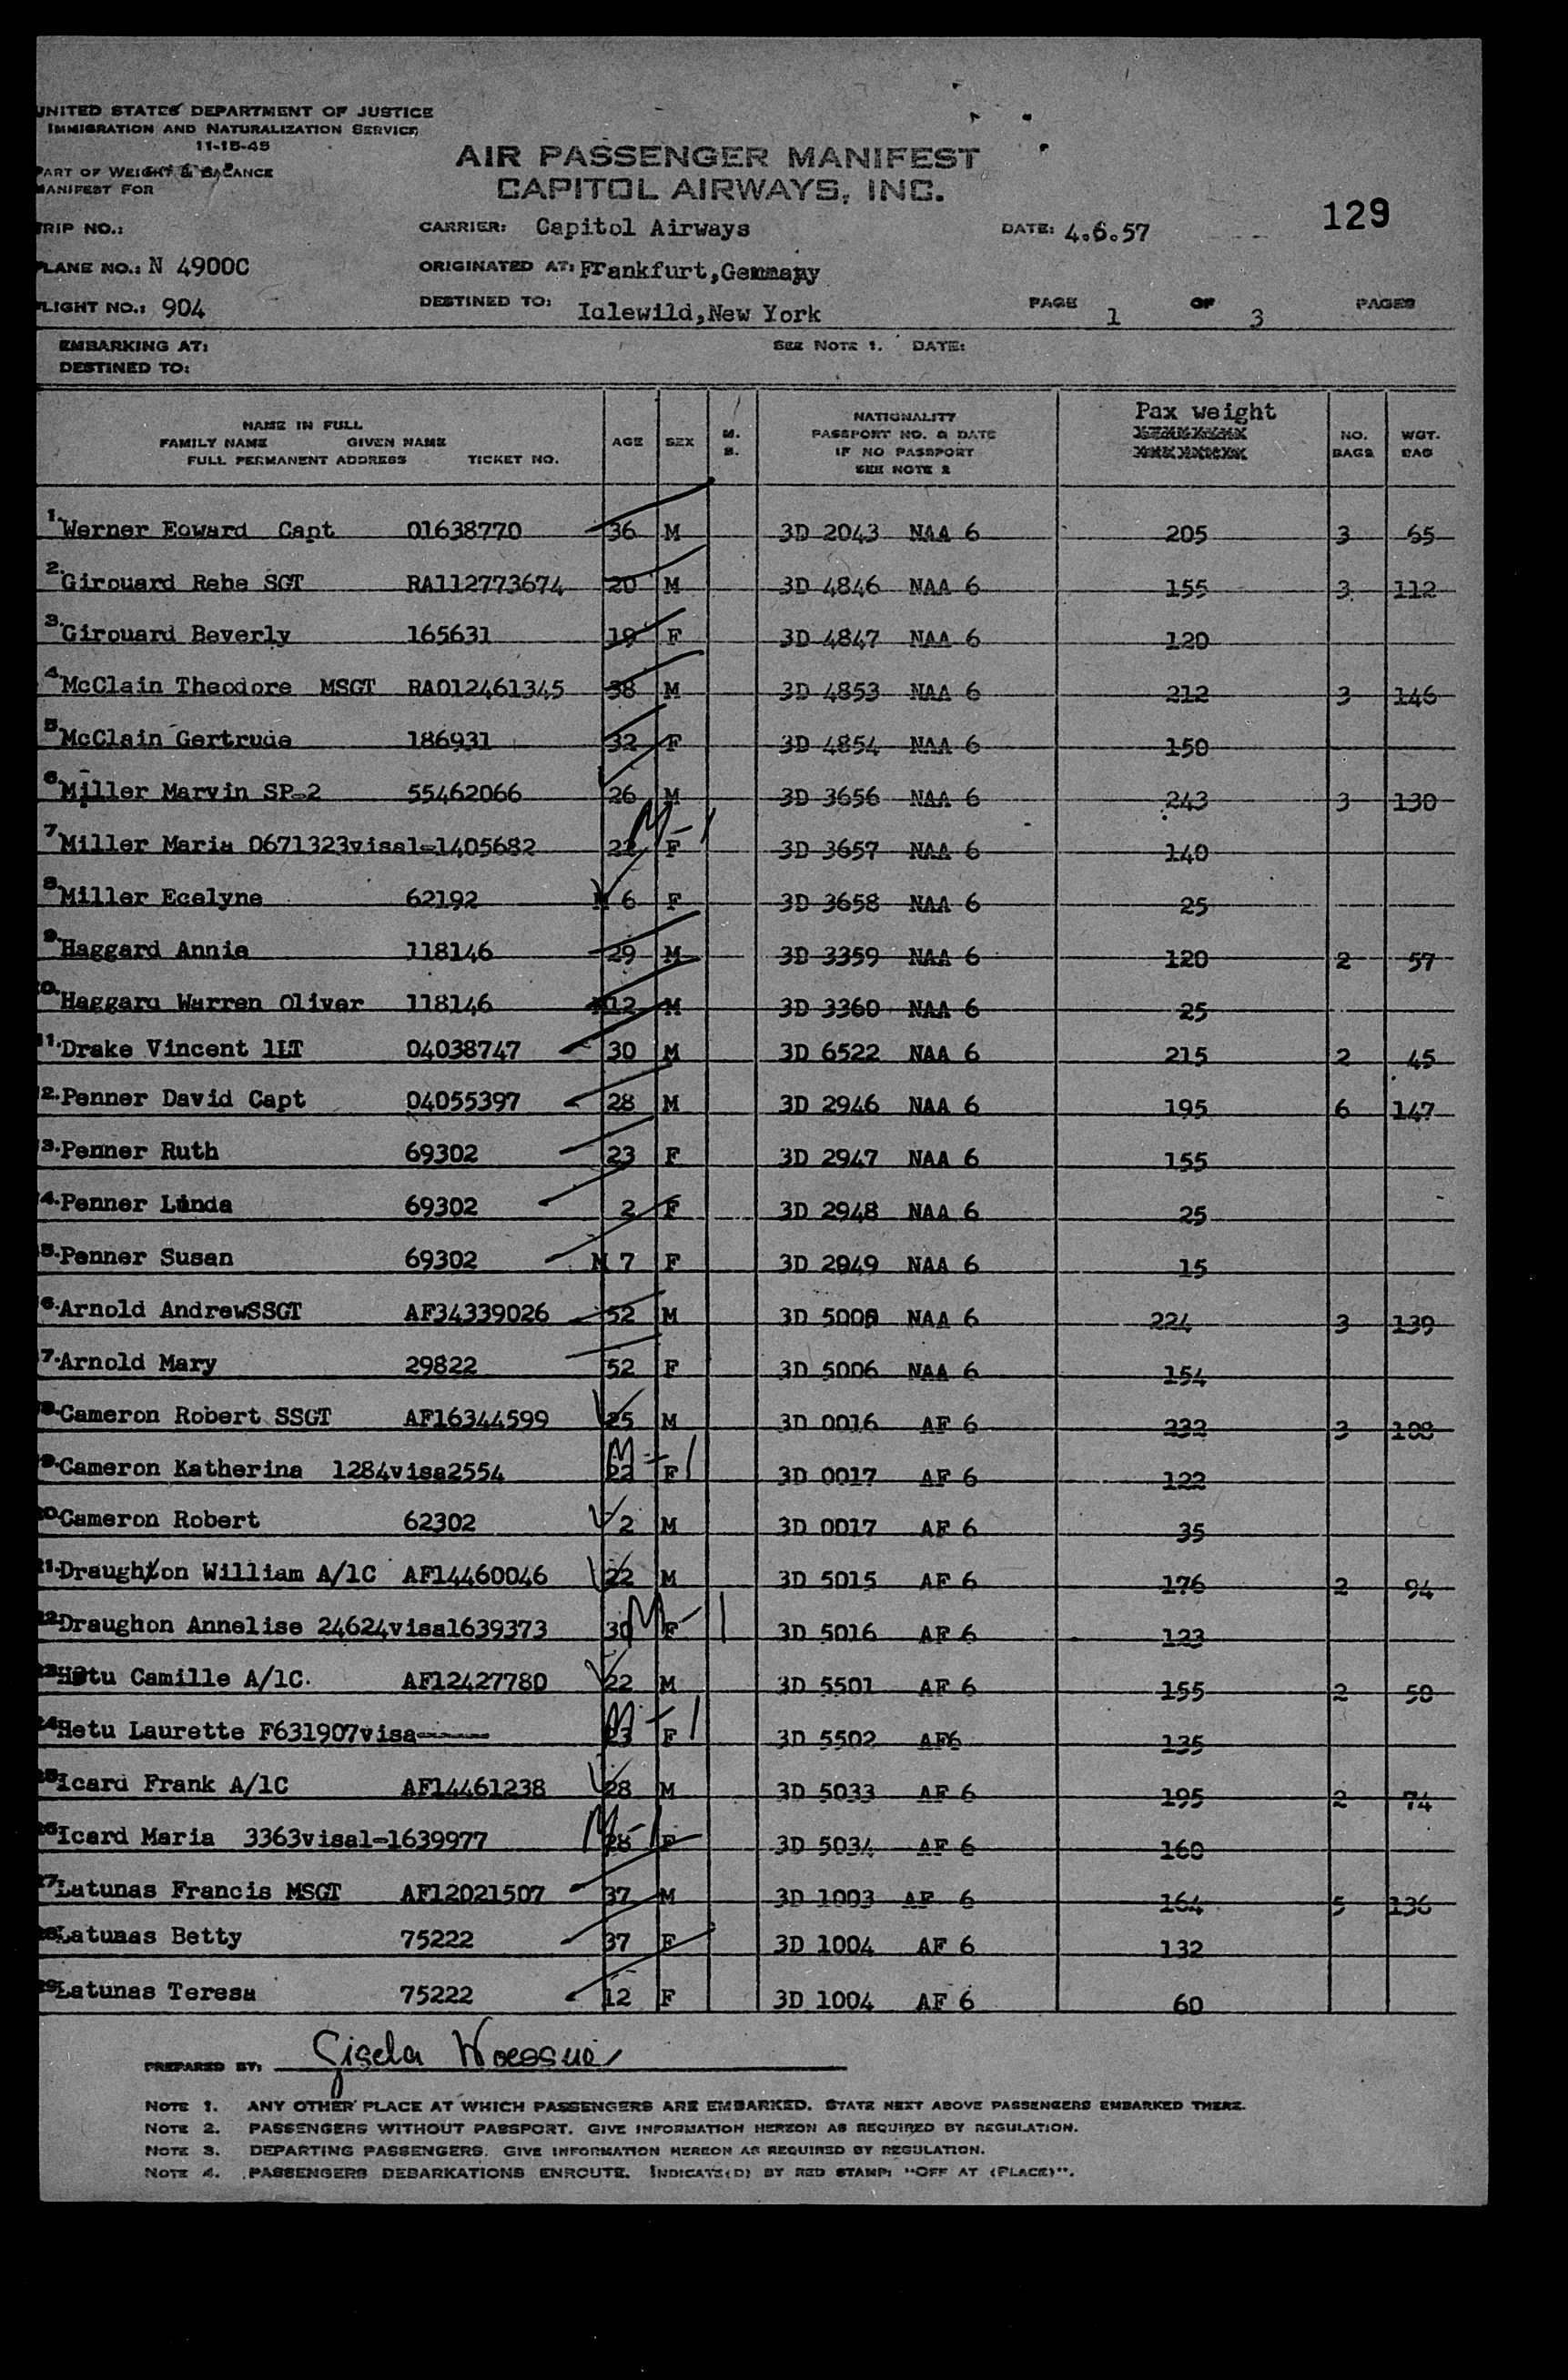 UNITED STATES DEPARTMENT OF JUSTICE
IMMIGRATION AND NATURALIZATION SERVICE
11-15-45
PART OF WEIGHT & BALANCE
MANIFEST FOR
AIR PASSENGER MANIFEST
CAPITOL AIRWAYS, INC.
129
TRIP NO.: CARRIER: Capitol Airways DATE: 4.6.57
PLANE NO.: N 4900C ORIGINATED AT: Frankfurt,
FLIGHT NO.: 904 DESTINED TO: Idlewild,New York PAGE 1 OF 3 PAGES
EMBARKING AT: SEE NOTE 1. DATE:
DESTINED TO:
NAME IN FULL
FAMILY NAME GIVEN NAME
FULL PERMANENT ADDRESS TICKET NO.
AGE SEX M. S.
NATIONALITY
PASSPORT NO. & DATE
IF NO PASSPORT
SEE NOTE 2
Pax weight
NO. BAGS
WGT. BAG
1. Werner Edward Capt 01638770 36 M 3D 2043 NAA 6 205 3 65
2. Girouard Rehe SGT RA112773674 20 M 3D 4846 NAA 6 155 3 112
3. Girouard Beverly 165631 19 F 3D 4847 NAA 6 120
4. McClain Theodore MSGT RA012461345 38 M 3D 4853 NAA 6 212 3 146
5. McClain Gertrude 186931 32 F 3D 4854 NAA 6 150
6. Miller Marvin SP-2 55462066 26 M 3D 3656 NAA 6 243 3 130
7. Miller Maria 0671323visa1-1405682 22 F 3D 3657 NAA 6 140
8. Miller Ecelyne 62192 M 6 F 3D 3658 NAA 6 25
9. Haggard Annie 118146 29 M 3D 3359 NAA 6 120 2 57
10. Haggard Warren Oliver 118146 M12 M 3D 3360 NAA 6 25
11. Drake Vincent 1LT 04038747 30 M 3D 6522 NAA 6 215 2 45
12. Penner David Capt 04055397 28 M 3D 2946 NAA 6 195 6 147
13. Penner Ruth 69302 23 F 3D 2947 NAA 6 155
14. Penner Linda 69302 2 F 3D 2948 NAA 6 25
15. Penner Susan 69302 M 7 F 3D 2949 NAA 6 15
16. Arnold AndrewSSGT AF34339026 52 M 3D NAA 6 224 3 139
17. Arnold Mary 29822 52 F 3D 5006 NAA 6 154
18. Cameron Robert SSGT AF16344599 25 M 3D 0016 AF 6 232 3 108
19. Cameron Katherina 1284visa2554 22 F 3D 0017 AF 6 122
20. Cameron Robert 62302 2 M 3D 0017 AF 6 35
21. Draughon William A/1C AF14460046 22 M 3D 5015 AF 6 176 2 94
22. Draughon Annelise 24624visa1639373 30 F 3D 5016 AF 6 123
23. Hetu Camille A/1C. AF12427780 22 M 3D 5501 AF 6 155 2 50
24. Hetu Laurette F631907visa------ 23 F 3D 5502 AF6 135
25. Icard Frank A/1C AF14461238 28 M 3D 5033 AF 6 195 2 74
26. Icard Maria 3363visa1-1639977 28 F 3D 5034 AF 6 160
27. Latunas Francis MSGT AF12021507 37 M 3D 1003 AF 6 164 5 136
28. Latunas Betty 75222 37 F 3D 1004 AF 6 132
29. Latunas Teresa 75222 12 F 3D 1004 AF 6 60
PREPARED BY: Gisela
NOTE 1. ANY OTHER PLACE AT WHICH PASSENGERS ARE EMBARKED. STATE NEXT ABOVE PASSENGERS EMBARKED THERE.
NOTE 2. PASSENGERS WITHOUT PASSPORT. GIVE INFORMATION HEREON AS REQUIRED BY REGULATION.
NOTE 3. DEPARTING PASSENGERS. GIVE INFORMATION HEREON AS REQUIRED BY REGULATION.
NOTE 4. PASSENGERS DEBARKATIONS ENROUTE. INDICATE(D) BY RED STAMP: "OFF AT (PLACE)".